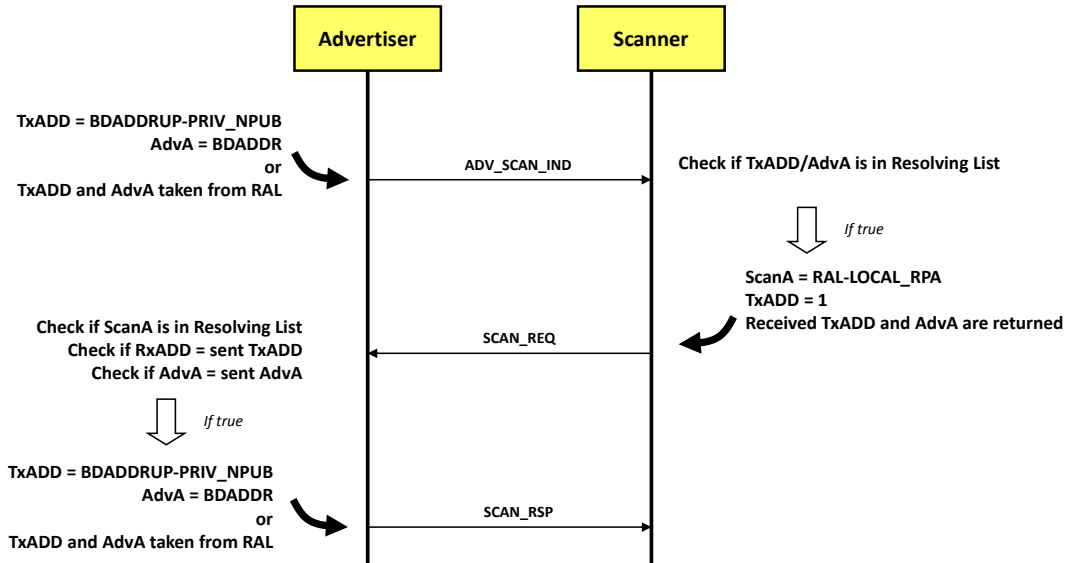 Advertiser
Scanner
TxADD = BDADDRUP-PRIV_NPUB
AdvA = BDADDR
or
TxADD and AdvA taken from RAL
ADV_SCAN_IND
Check if TxADD/AdvA is in Resolving List
If true
ScanA = RAL-LOCAL_RPA
TxADD = 1
Received TxADD and AdvA are returned
SCAN_REQ
Check if ScanA is in Resolving List
Check if RxADD = sent TxADD
Check if AdvA = sent AdvA
If true
TxADD = BDADDRUP-PRIV_NPUB
AdvA = BDADDR
or
TxADD and AdvA taken from RAL
SCAN_RSP